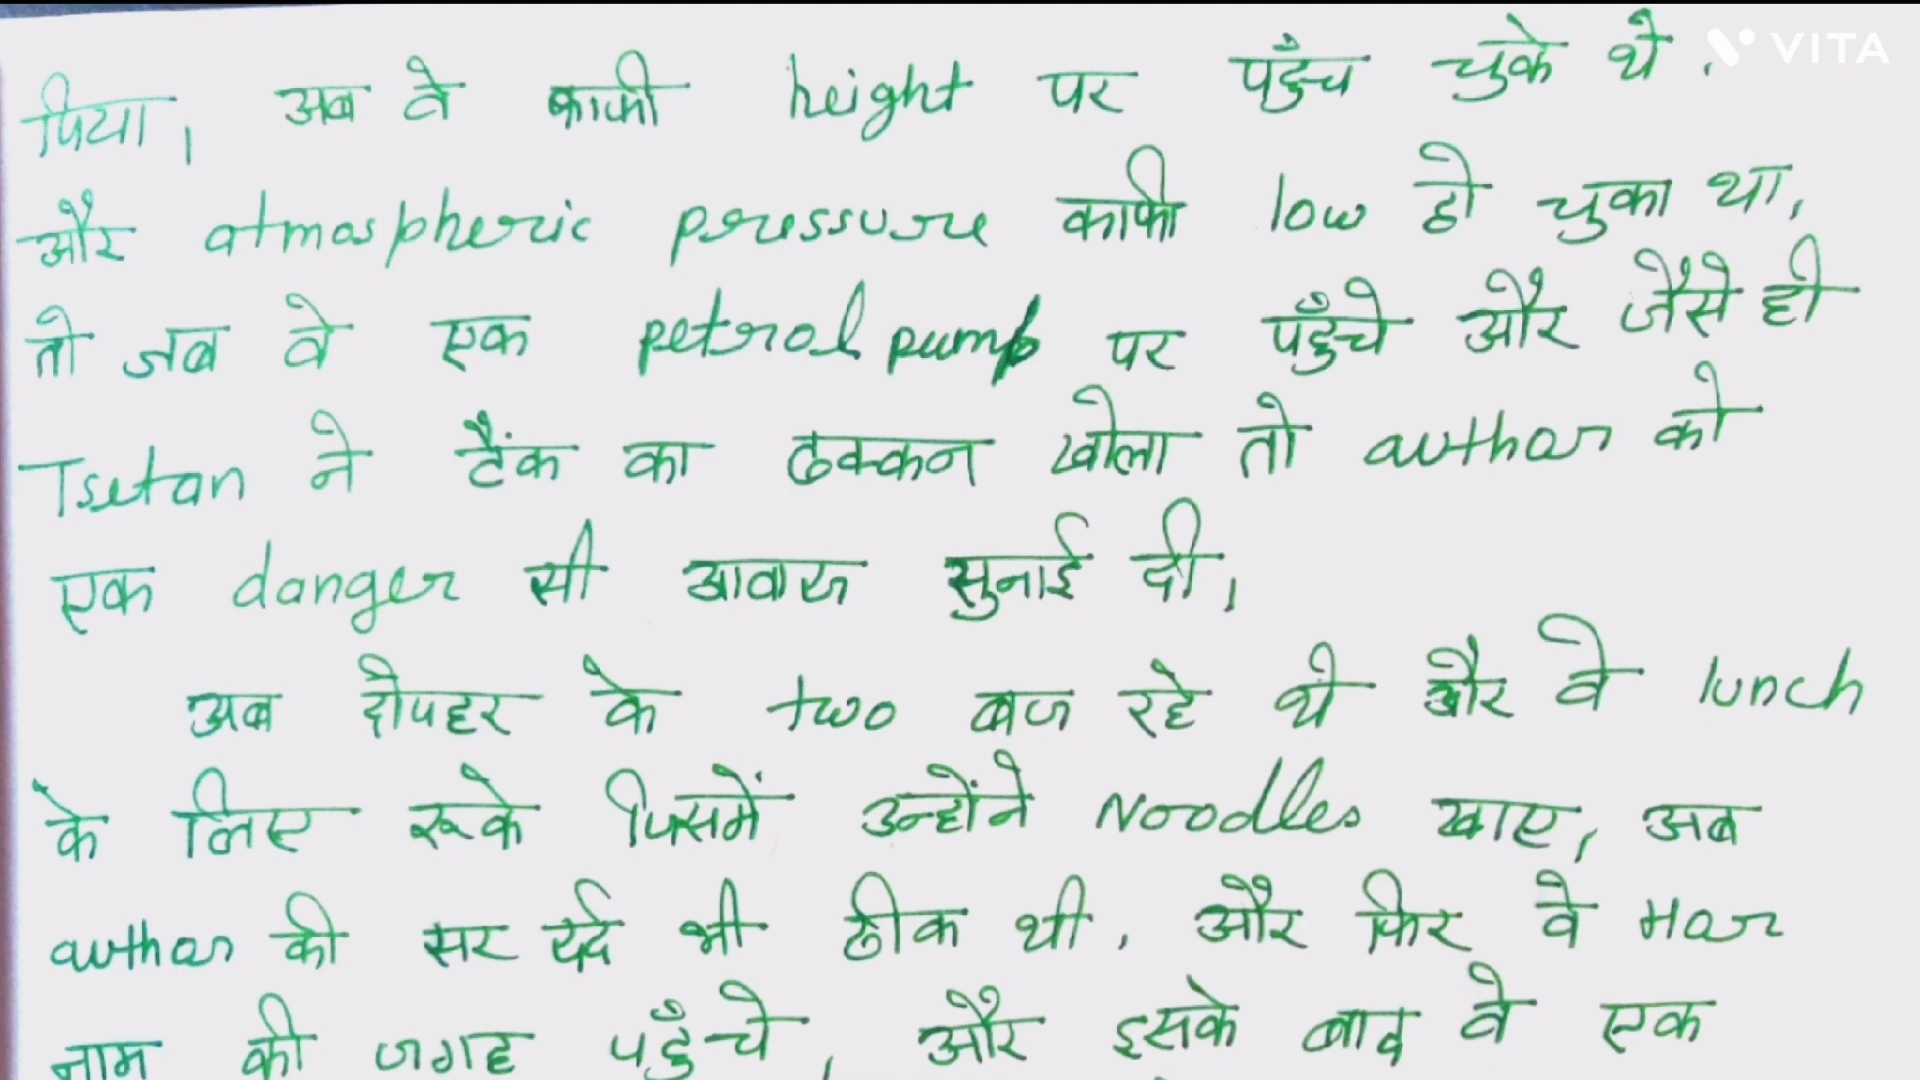 VITA
पिया, अब वे काफी height पर पहुँच चुके थे,
और atmospheric pressure काफी low हो चुका था,
तो जब वे एक petrol pump पर पहुँचे और जैसे ही
Tsetan ने टैंक का ढक्कन खोला तो author को
एक danger सी आवाज सुनाई दी,
अब दोपहर के two बज रहे थे और वे lunch
के लिए रूके जिसमें उन्होंने Noodles खाए, अब
author की सर दर्द भी ठीक थी, और फिर वे Hor
नाम की जगह पहुँचे, और इसके बाद वे एक